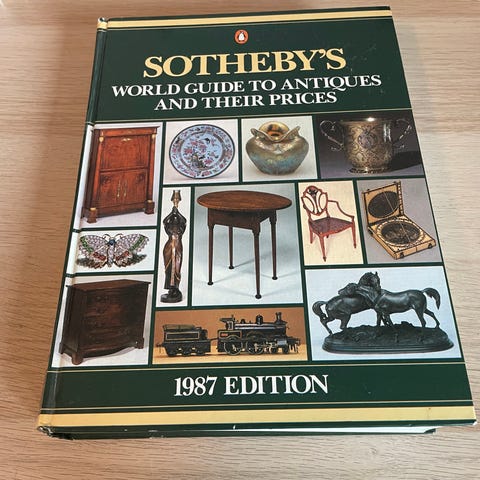 SOTHEBY'S
WORLD GUIDE TO ANTIQUES
AND THEIR PRICES
1987 EDITION